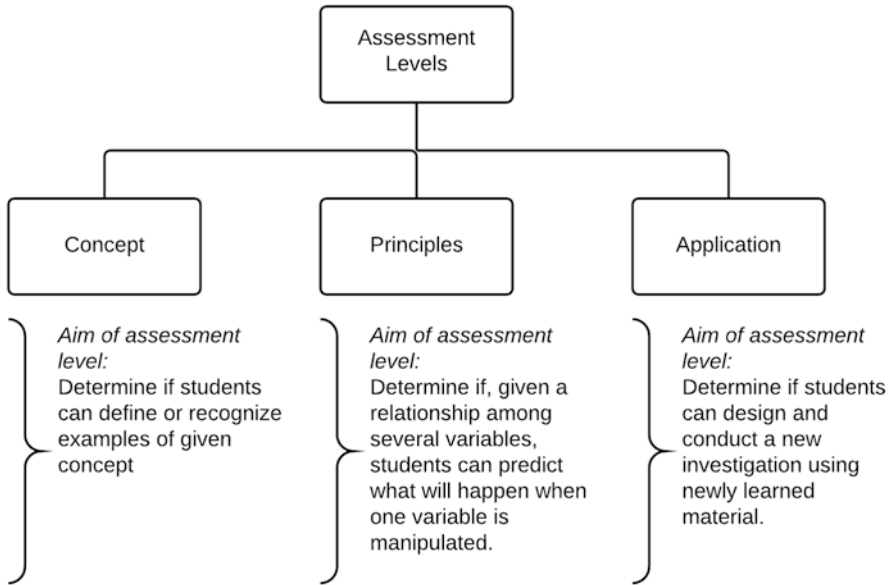 Assessment
Levels
Concept
Principles
Application
Aim of assessment
level:
Determine if students
can define or recognize
examples of given
concept
Aim of assessment
level:
Determine if, given a
relationship among
several variables,
students can predict
what will happen when
one variable is
manipulated.
Aim of assessment
level:
Determine if students
can design and
conduct a new
investigation using
newly learned
material.